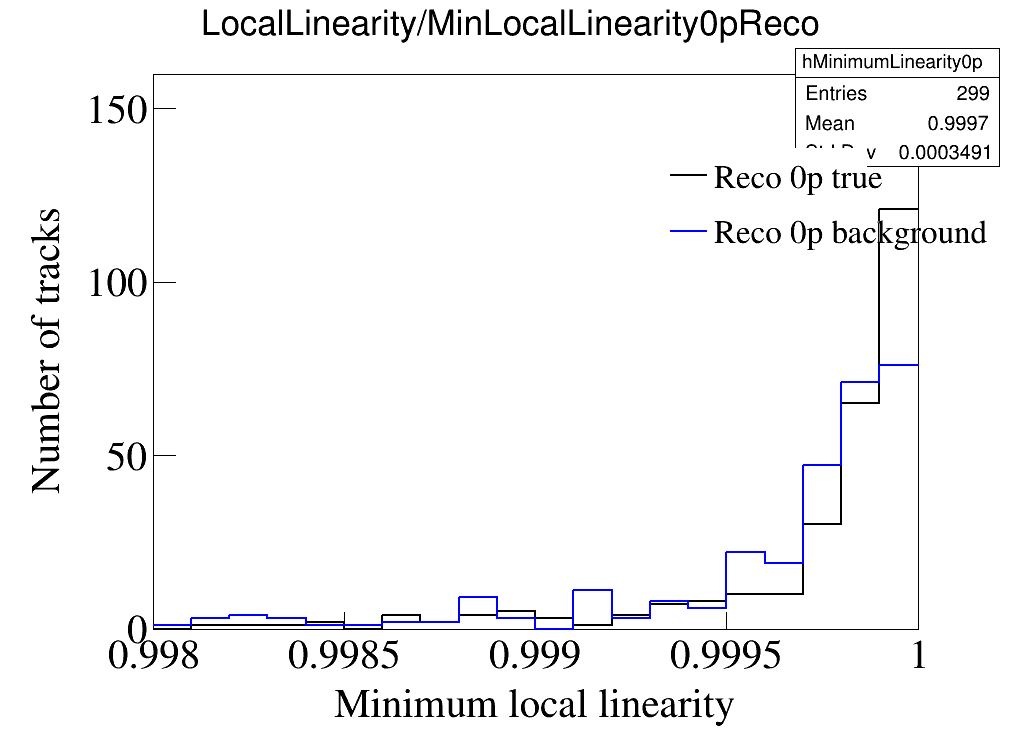 LocalLinearity/MinLocalLinearity0pReco
hMinimumLinearity0p
Entries 299
Mean 0.9997
0.0003491
Reco 0p true
Reco 0p background
150
100
50
0
Number of tracks
0.998 0.9985 0.999 0.9995 1
Minimum local linearity